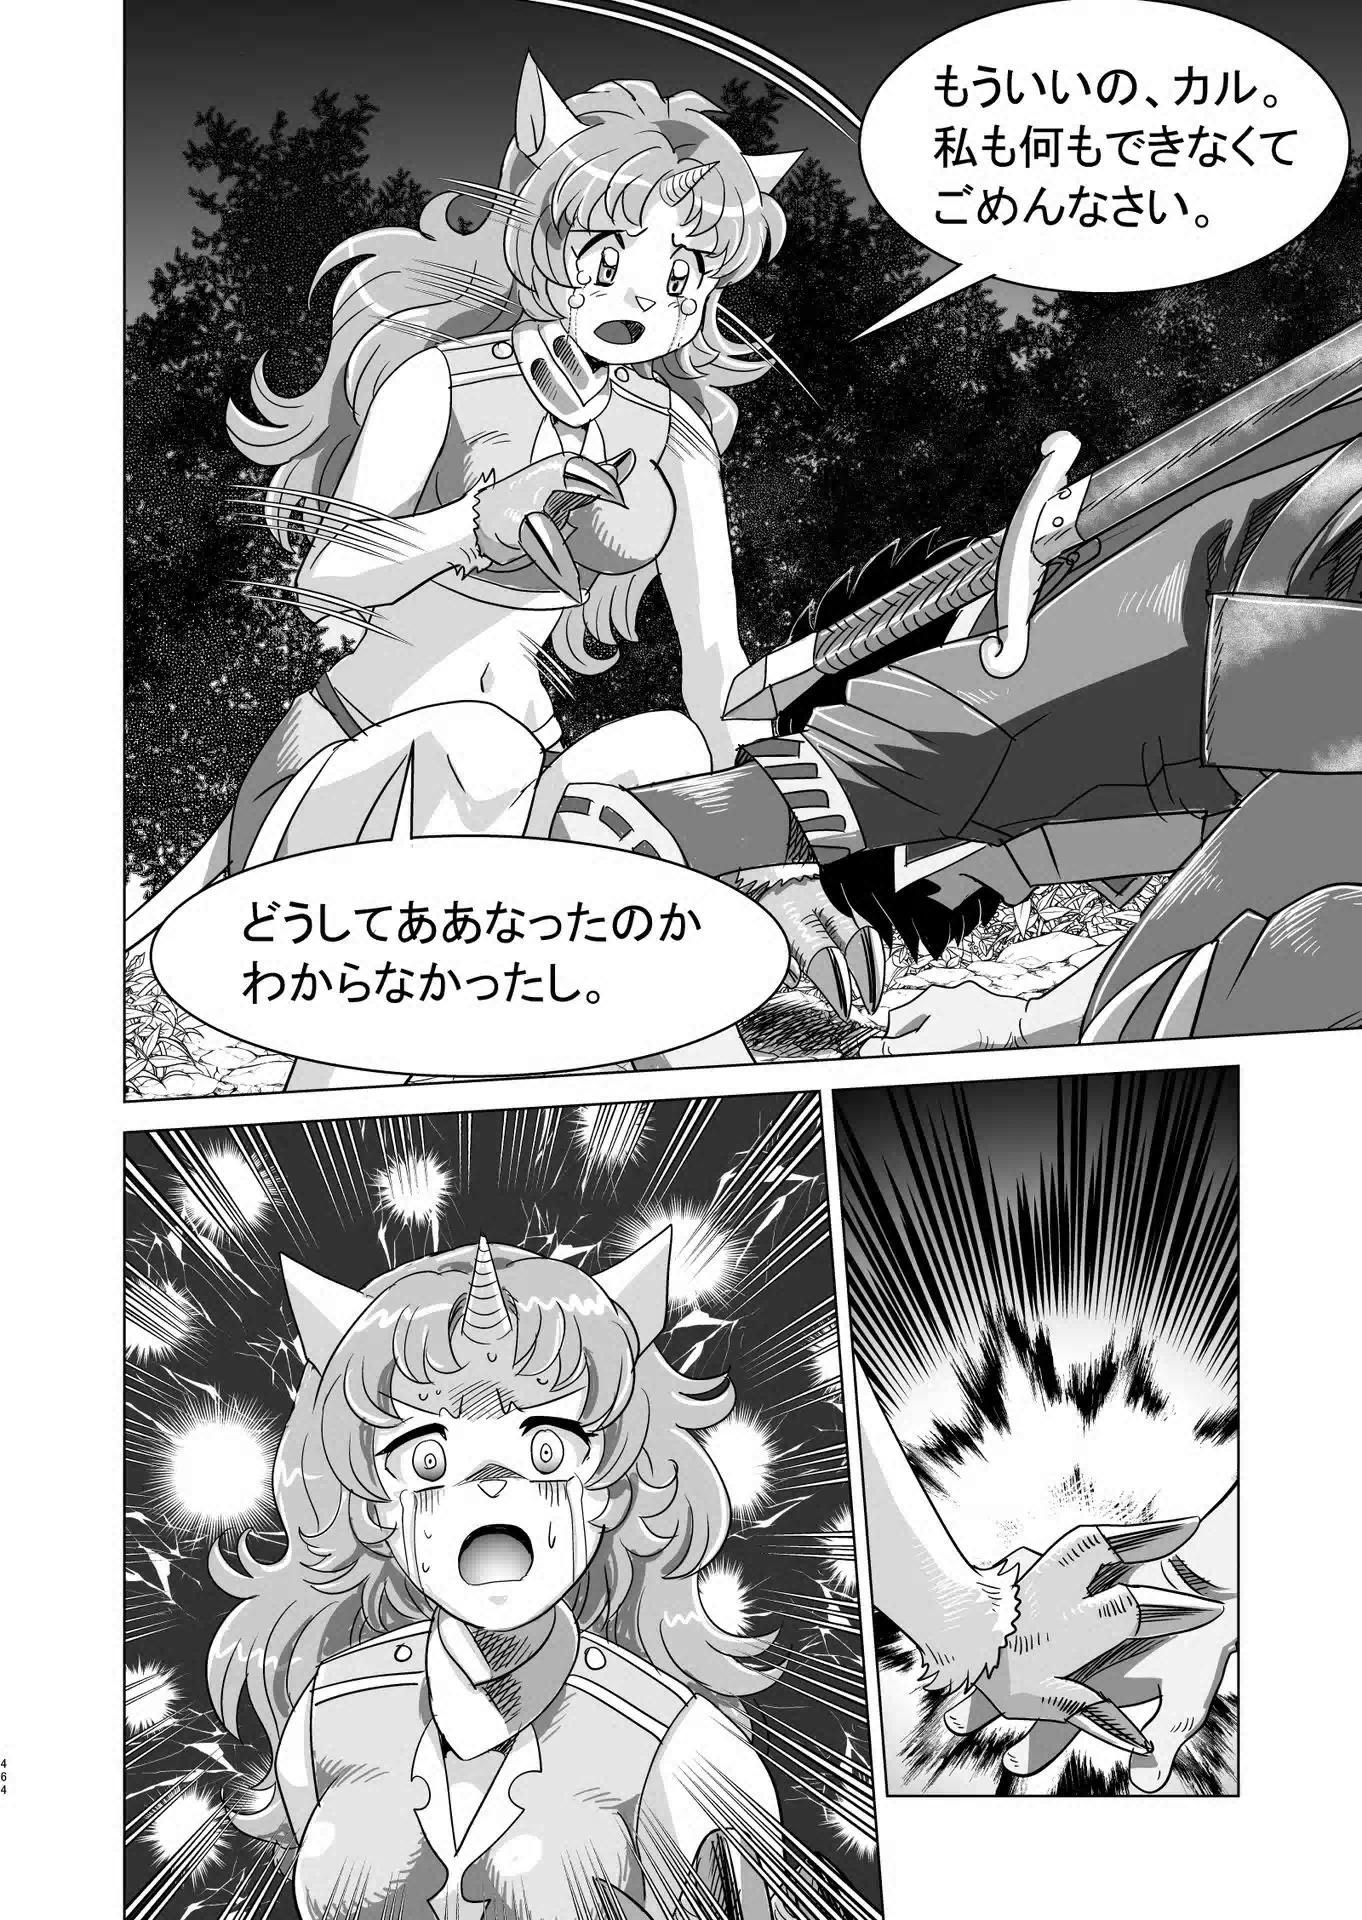 もういいの、カル。
私も何もできなくて
ごめんなさい。
どうしてああなったのか
わからなかったし。
464